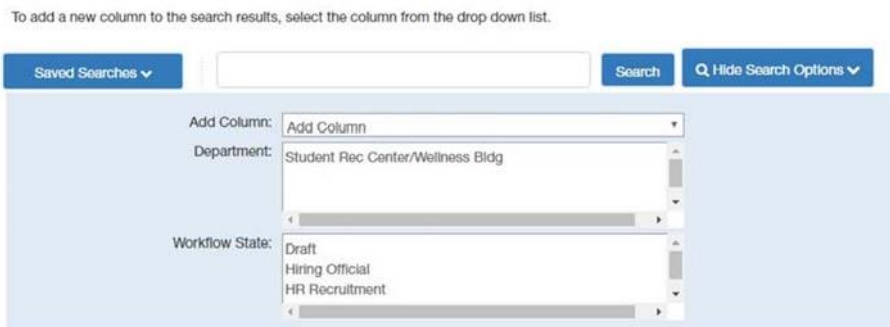 To add a new column to the search results, select the column from the drop down list.
Saved Searches
Search
Hide Search Options
Add Column: Add Column
Department: Student Rec Center/Wellness Bldg
Workflow State: Draft
Hiring Official
HR Recruitment